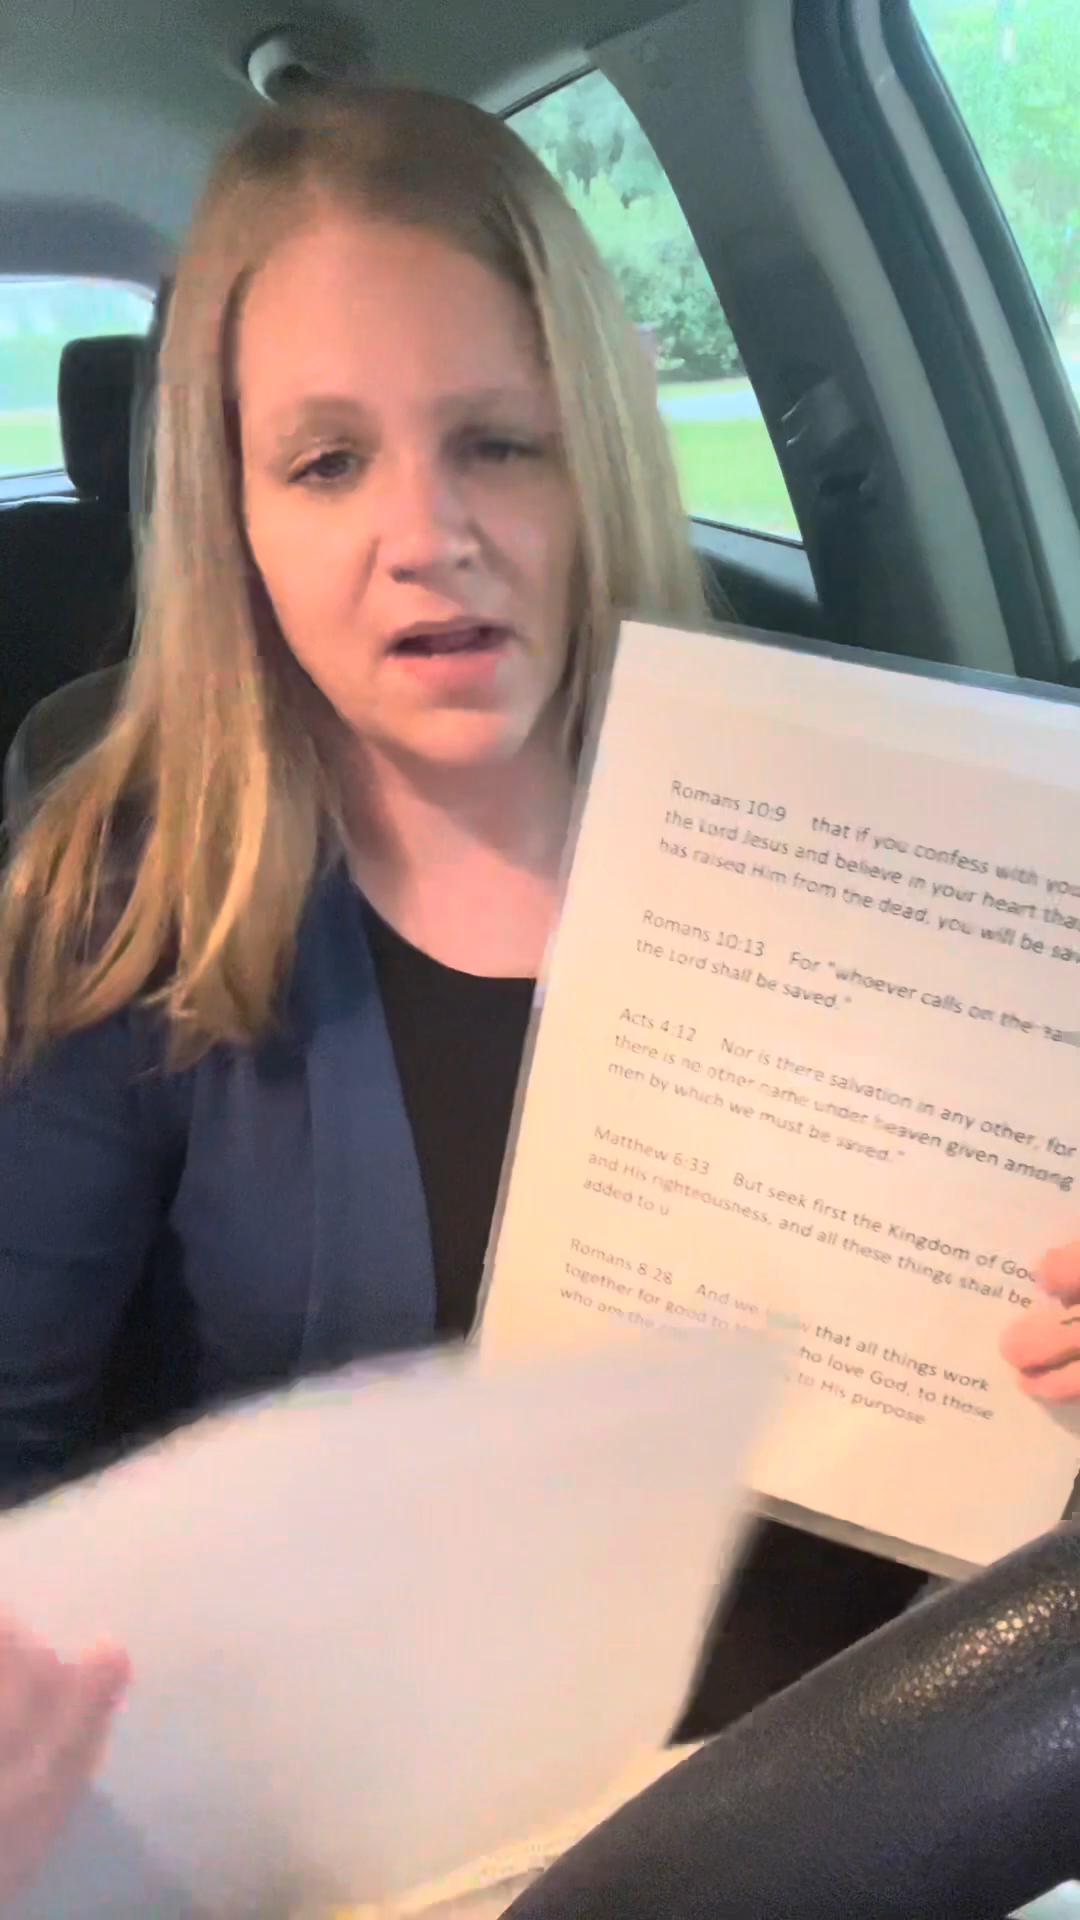 Romans 10:9 that if you confess with
the Lord Jesus and believe in your heart
has raised Him from the dead, you will be
Romans 10:13 For "whoever calls on the
the Lord shall be saved."
Acts 4:12 Nor is there salvation in any other, for
there is no other name under heaven given among
men by which we must be saved."
Matthew 6:33 But seek first the Kingdom of
and His righteousness, and all these things shall be
added to u
Romans 8:28 And we that all things work
together for good to love God, to those
who are the to His purpose